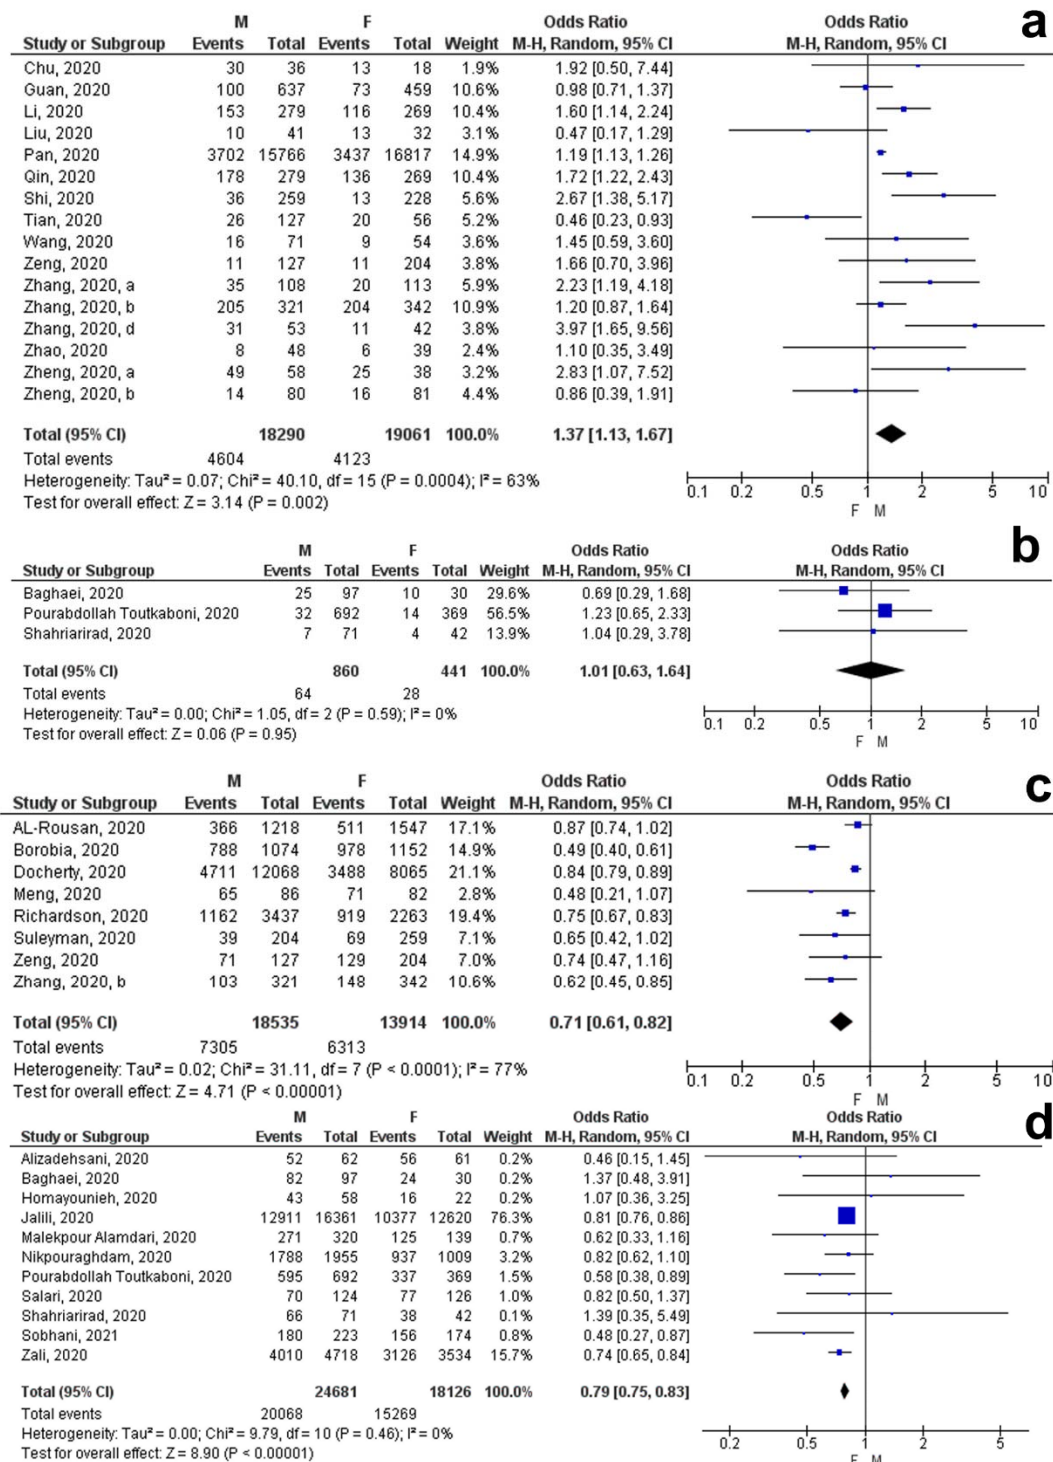 a
M F Odds Ratio Odds Ratio
Study or Subgroup Events Total Events Total Weight M-H, Random, 95% CI M-H, Random, 95% CI
Chu, 2020 30 36 13 18 1.9% 1.92 [0.50, 7.44]
Guan, 2020 100 637 73 459 10.6% 0.98 [0.71, 1.37]
Li, 2020 153 279 116 269 10.4% 1.60 [1.14, 2.24]
Liu, 2020 10 41 13 32 3.1% 0.47 [0.17, 1.29]
Pan, 2020 3702 15766 3437 16817 14.9% 1.19 [1.13, 1.26]
Qin, 2020 178 279 136 269 10.4% 1.72 [1.22, 2.43]
Shi, 2020 36 259 13 228 5.6% 2.67 [1.38, 5.17]
Tian, 2020 26 127 20 56 5.2% 0.46 [0.23, 0.93]
Wang, 2020 16 71 9 54 3.6% 1.45 [0.59, 3.60]
Zeng, 2020 11 127 11 204 3.8% 1.66 [0.70, 3.96]
Zhang, 2020, a 35 108 20 113 5.9% 2.23 [1.19, 4.18]
Zhang, 2020, b 205 321 204 342 10.9% 1.20 [0.87, 1.64]
Zhang, 2020, d 31 53 11 42 3.8% 3.97 [1.65, 9.56]
Zhao, 2020 8 48 6 39 2.4% 1.10 [0.35, 3.49]
Zheng, 2020, a 49 58 25 38 3.2% 2.83 [1.07, 7.52]
Zheng, 2020, b 14 80 16 81 4.4% 0.86 [0.39, 1.91]
Total (95% CI) 18290 19061 100.0% 1.37 [1.13, 1.67]
Total events 4604 4123
Heterogeneity: Tau² = 0.07; Chi² = 40.10, df = 15 (P = 0.0004); I² = 63%
Test for overall effect: Z = 3.14 (P = 0.002)
0.1 0.2 0.5 1 2 5 10
F M
b
M F Odds Ratio Odds Ratio
Study or Subgroup Events Total Events Total Weight M-H, Random, 95% CI M-H, Random, 95% CI
Baghaei, 2020 25 97 10 30 29.6% 0.69 [0.29, 1.68]
Pourabdollah Toutkaboni, 2020 32 692 14 369 56.5% 1.23 [0.65, 2.33]
Shahriarirad, 2020 7 71 4 42 13.9% 1.04 [0.29, 3.78]
Total (95% CI) 860 441 100.0% 1.01 [0.63, 1.64]
Total events 64 28
Heterogeneity: Tau² = 0.00; Chi² = 1.05, df = 2 (P = 0.59); I² = 0%
Test for overall effect: Z = 0.06 (P = 0.95)
0.1 0.2 0.5 1 2 5 10
F M
c
M F Odds Ratio Odds Ratio
Study or Subgroup Events Total Events Total Weight M-H, Random, 95% CI M-H, Random, 95% CI
AL-Rousan, 2020 366 1218 511 1547 17.1% 0.87 [0.74, 1.02]
Borobia, 2020 788 1074 978 1152 14.9% 0.49 [0.40, 0.61]
Docherty, 2020 4711 12068 3488 8065 21.1% 0.84 [0.79, 0.89]
Meng, 2020 65 86 71 82 2.8% 0.48 [0.21, 1.07]
Richardson, 2020 1162 3437 919 2263 19.4% 0.75 [0.67, 0.83]
Suleyman, 2020 39 204 69 259 7.1% 0.65 [0.42, 1.02]
Zeng, 2020 71 127 129 204 7.0% 0.74 [0.47, 1.16]
Zhang, 2020, b 103 321 148 342 10.6% 0.62 [0.45, 0.85]
Total (95% CI) 18535 13914 100.0% 0.71 [0.61, 0.82]
Total events 7305 6313
Heterogeneity: Tau² = 0.02; Chi² = 31.11, df = 7 (P < 0.0001); I² = 77%
Test for overall effect: Z = 4.71 (P < 0.00001)
0.1 0.2 0.5 1 2 5 10
F M
d
M F Odds Ratio Odds Ratio
Study or Subgroup Events Total Events Total Weight M-H, Random, 95% CI M-H, Random, 95% CI
Alizadehsani, 2020 52 62 56 61 0.2% 0.46 [0.15, 1.45]
Baghaei, 2020 82 97 24 30 0.2% 1.37 [0.48, 3.91]
Homayounieh, 2020 43 58 16 22 0.2% 1.07 [0.36, 3.25]
Jalili, 2020 12911 16361 10377 12620 76.3% 0.81 [0.76, 0.86]
Malekpour Alamdari, 2020 271 320 125 139 0.7% 0.62 [0.33, 1.16]
Nikpouraghdam, 2020 1788 1955 937 1009 3.2% 0.82 [0.62, 1.10]
Pourabdollah Toutkaboni, 2020 595 692 337 369 1.5% 0.58 [0.38, 0.89]
Salari, 2020 70 124 77 126 1.0% 0.82 [0.50, 1.37]
Shahriarirad, 2020 66 71 38 42 0.1% 1.39 [0.35, 5.49]
Sobhani, 2021 180 223 156 174 0.8% 0.48 [0.27, 0.87]
Zali, 2020 4010 4718 3126 3534 15.7% 0.74 [0.65, 0.84]
Total (95% CI) 24681 18126 100.0% 0.79 [0.75, 0.83]
Total events 20068 15269
Heterogeneity: Tau² = 0.00; Chi² = 9.79, df = 10 (P = 0.46); I² = 0%
Test for overall effect: Z = 8.90 (P < 0.00001)
0.2 0.5 1 2 5
F M